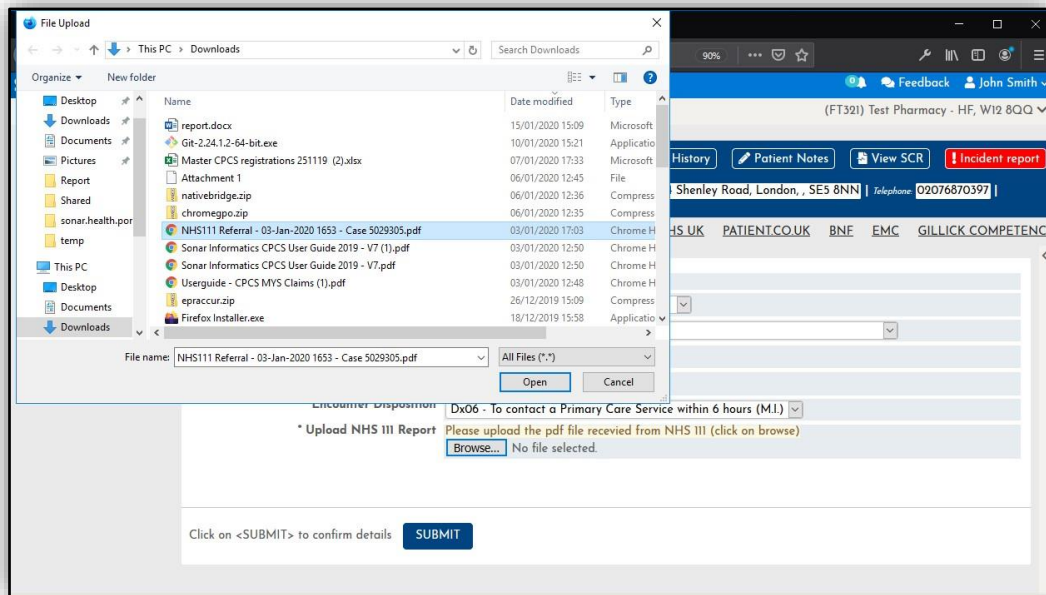 File Upload
This PC > Downloads
Search Downloads
90%
Organize
New folder
Feedback
John Smith
(FT321) Test Pharmacy - HF, W12 8QQ
Desktop
Downloads
Documents
Pictures
Report
Shared
sonar.health.por
temp
This PC
Desktop
Documents
Downloads
Name Date modified Type
report.docx 15/01/2020 15:09 Microsoft
Git-2.24.1.2-64-bit.exe 10/01/2020 15:21 Applicatio
Master CPCS registrations 251119 (2).xlsx 07/01/2020 17:33 Microsoft
Attachment 1 06/01/2020 12:45 File
nativebridge.zip 06/01/2020 12:36 Compress
chromegpo.zip 06/01/2020 12:35 Compress
NHS111 Referral - 03-Jan-2020 1653 - Case 5029305.pdf 03/01/2020 17:03 Chrome H
Sonar Informatics CPCS User Guide 2019 - V7 (1).pdf 03/01/2020 12:50 Chrome H
Sonar Informatics CPCS User Guide 2019 - V7.pdf 03/01/2020 12:50 Chrome H
Userguide - CPCS MYS Claims (1).pdf 03/01/2020 12:48 Chrome H
epraccur.zip 26/12/2019 15:09 Compress
Firefox Installer.exe 18/12/2019 15:58 Applicatio
File name: NHS111 Referral - 03-Jan-2020 1653 - Case 5029305.pdf All Files (*.*)
Open Cancel
History Patient Notes View SCR ! Incident report
Shenley Road, London, , SE5 8NN | Telephone: 02076870397 |
HS UK PATIENT.CO.UK BNF EMC GILLICK COMPETENC
Encounter Disposition Dx06 - To contact a Primary Care Service within 6 hours (M.I.)
* Upload NHS 111 Report Please upload the pdf file recevied from NHS 111 (click on browse)
Browse... No file selected.
Click on <SUBMIT> to confirm details SUBMIT